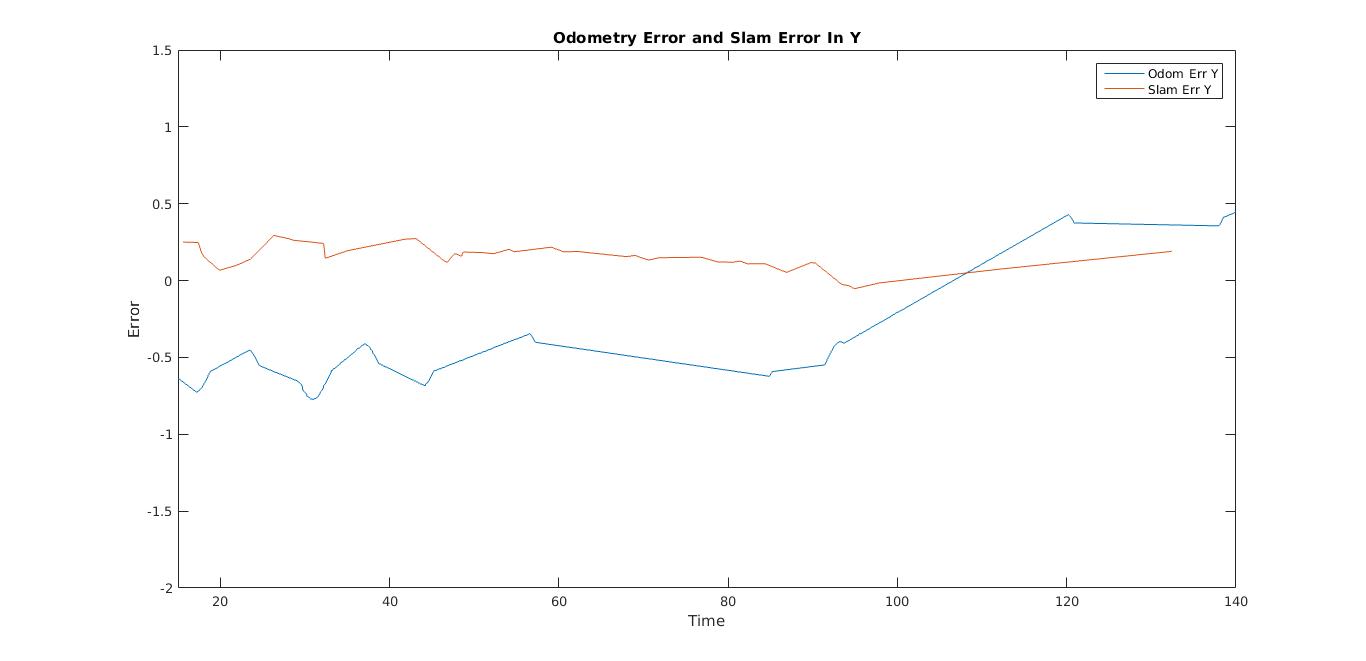 Odometry Error and Slam Error In Y
Odom Err Y
Slam Err Y
1.5
1
0.5
0
-0.5
-1
-1.5
-2
Error
20 40 60 80 100 120 140
Time